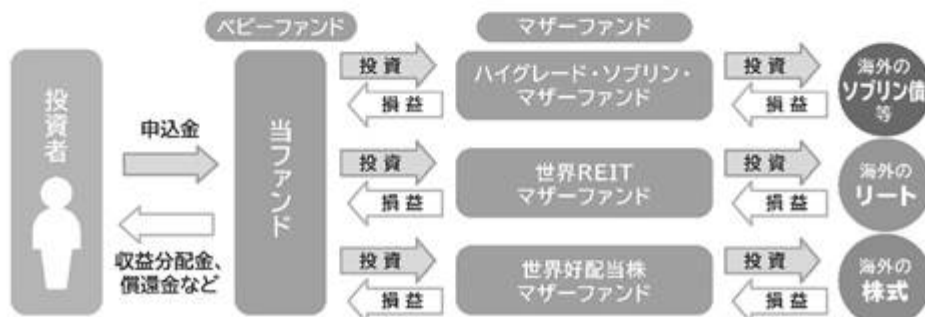 ベビーファンド
マザーファンド
投資者
申込金
収益分配金、
償還金など
当ファンド
投資
損益
ハイグレード・ソブリン・
マザーファンド
投資
損益
海外の
ソブリン債
等
投資
損益
世界REIT
マザーファンド
投資
損益
海外の
リート
投資
損益
世界好配当株
マザーファンド
投資
損益
海外の
株式